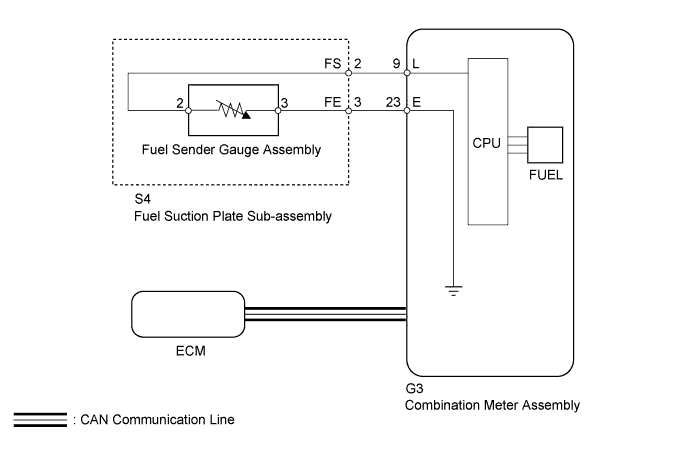 FS 2 9 L
2 3 FE 3 23 E
CPU
Fuel Sender Gauge Assembly
FUEL
S4
Fuel Suction Plate Sub-assembly
ECM
G3
Combination Meter Assembly
: CAN Communication Line